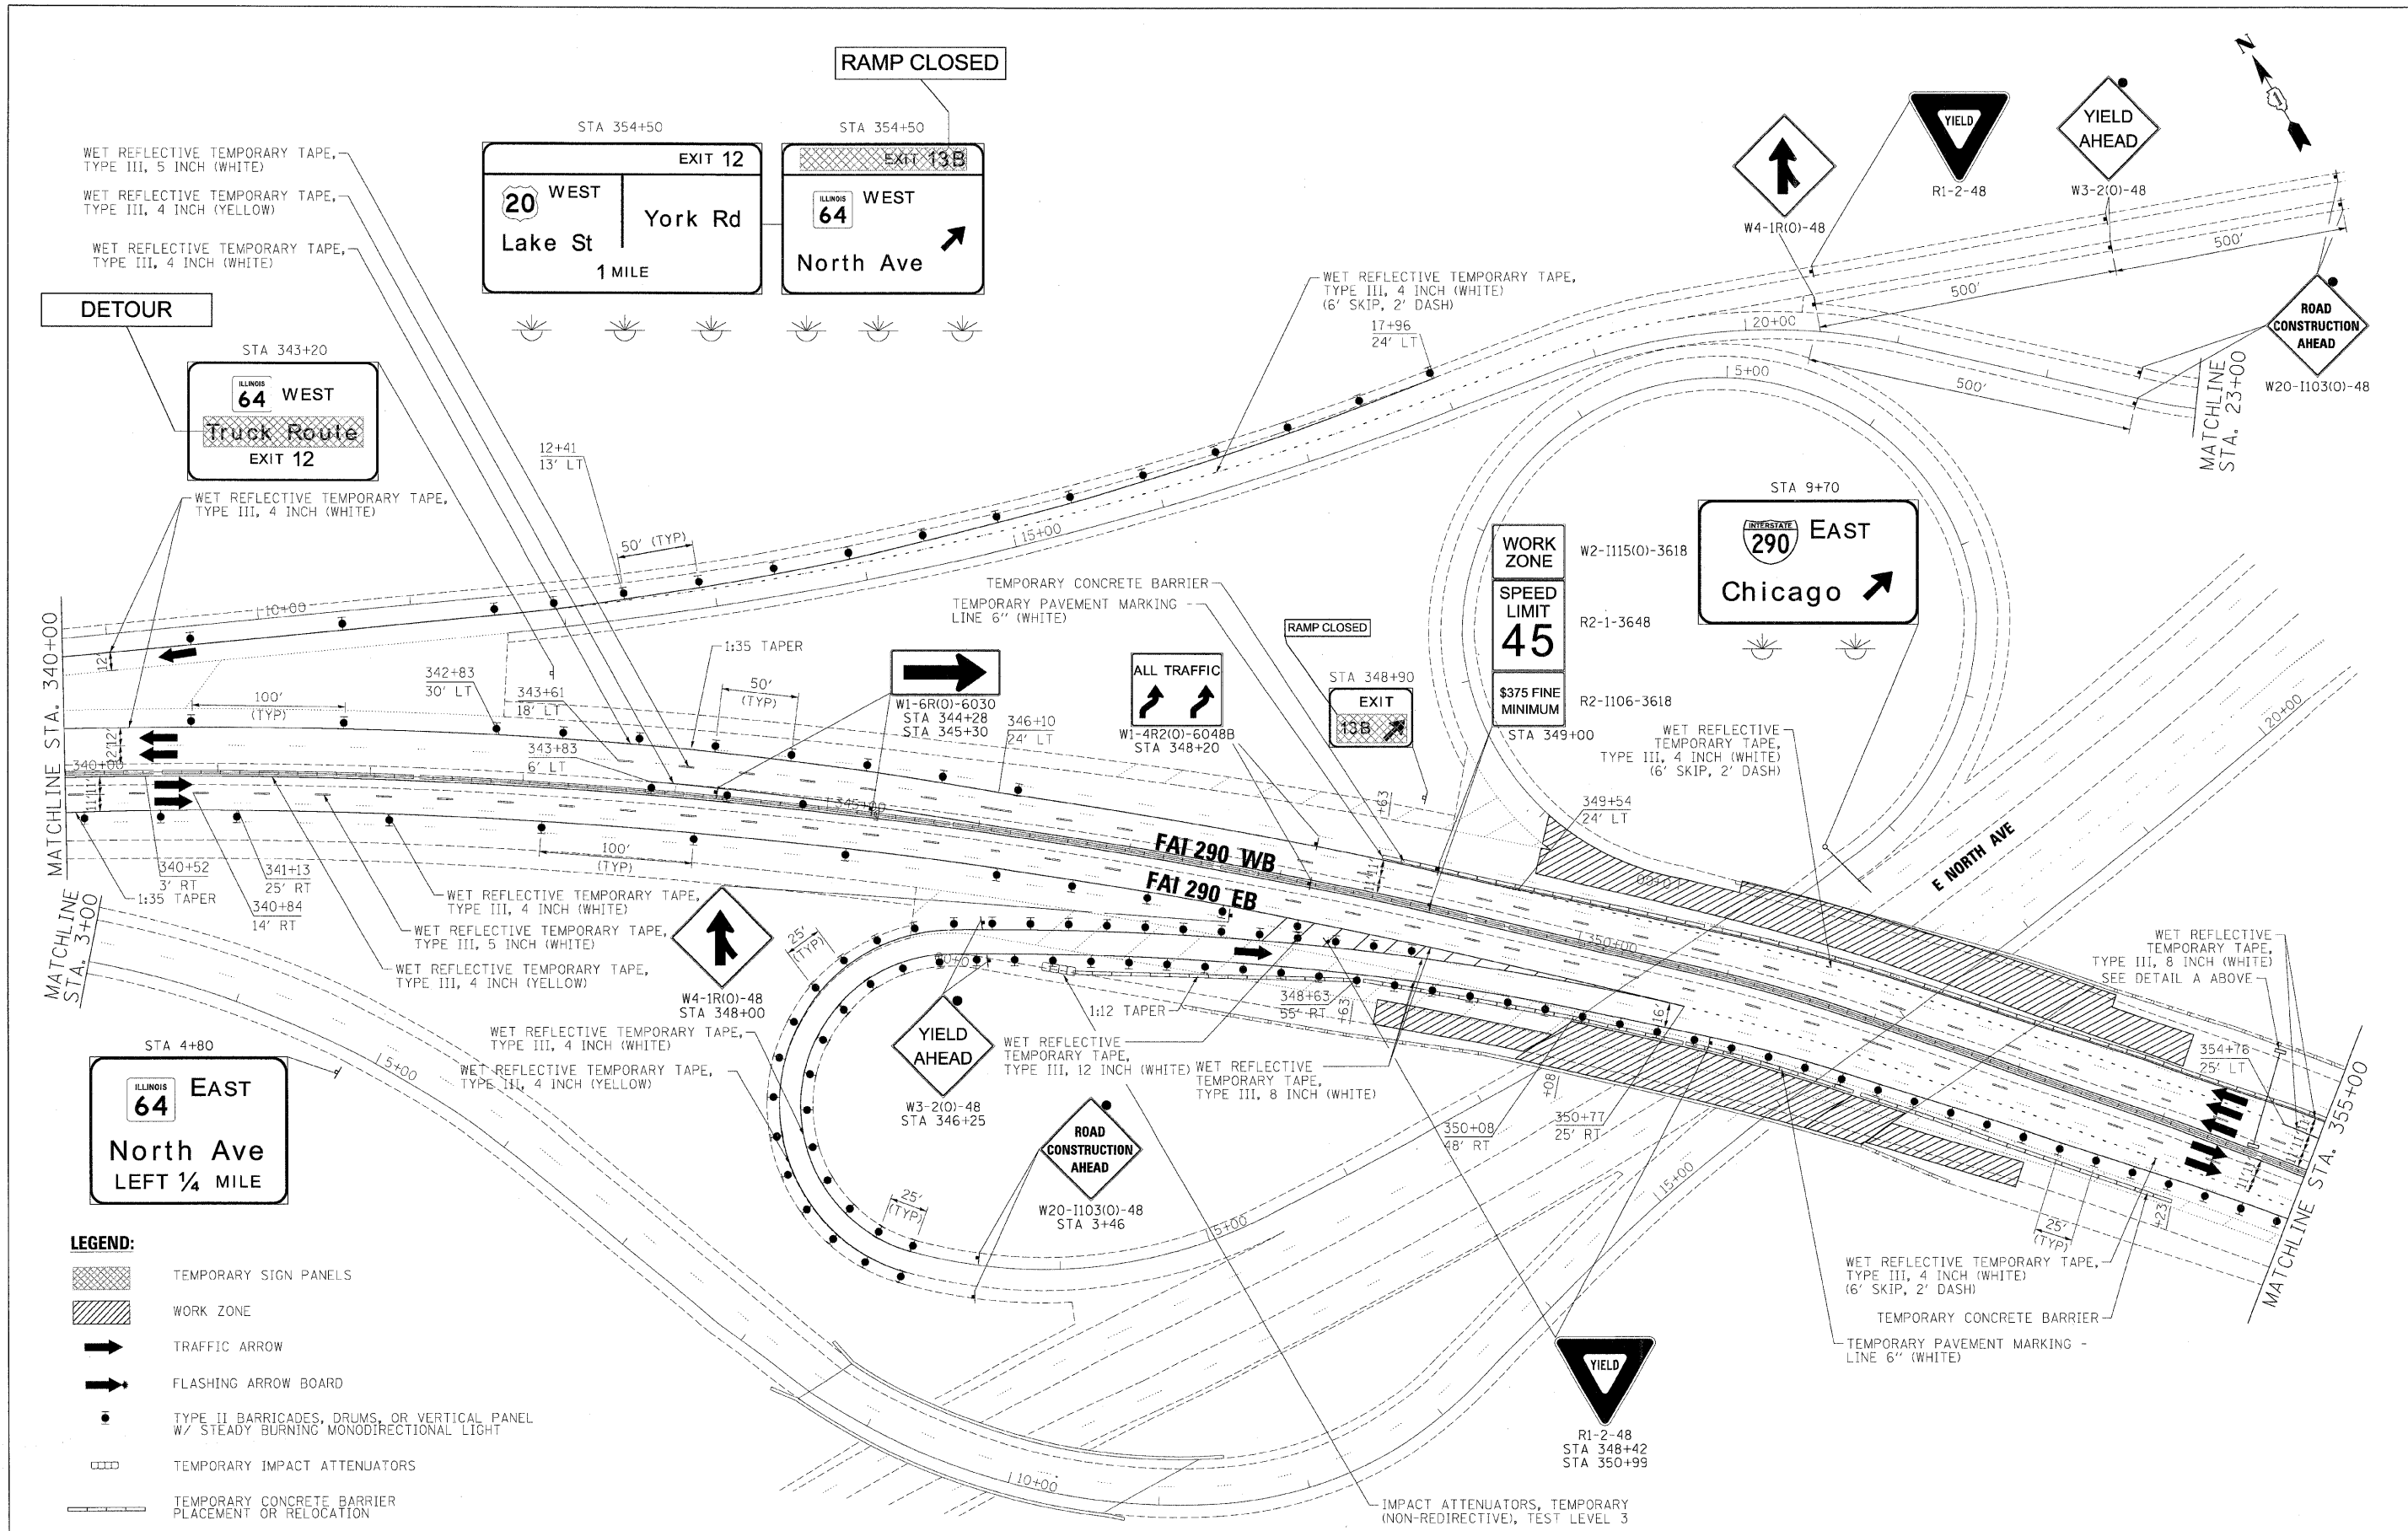 RAMP CLOSED
STA 354+50
EXIT 12
20 WEST
Lake St
York Rd
1 MILE
STA 354+50
EXIT 13B
ILLINOIS
64
WEST
North Ave
WET REFLECTIVE TEMPORARY TAPE,
TYPE III, 5 INCH (WHITE)
WET REFLECTIVE TEMPORARY TAPE,
TYPE III, 4 INCH (YELLOW)
WET REFLECTIVE TEMPORARY TAPE,
TYPE III, 4 INCH (WHITE)
DETOUR
STA 343+20
ILLINOIS
64
WEST
Truck Route
EXIT 12
WET REFLECTIVE TEMPORARY TAPE,
TYPE III, 4 INCH (WHITE)
N
1
W4-1R(O)-48
YIELD
R1-2-48
YIELD
AHEAD
W3-2(O)-48
500'
500'
500'
ROAD
CONSTRUCTION
AHEAD
W20-I103(O)-48
MATCHLINE
STA. 23+00
WET REFLECTIVE TEMPORARY TAPE,
TYPE III, 4 INCH (WHITE)
(6' SKIP, 2' DASH)
17+96
24' LT
20+00
5+00
12+41
13' LT
50' (TYP)
15+00
10+00
12'
MATCHLINE STA. 340+00
100'
(TYP)
12'
12'
340+00
11'
11'
342+83
30' LT
343+61
18' LT
343+83
6' LT
1:35 TAPER
50'
(TYP)
W1-6R(O)-6030
STA 344+28
STA 345+30
346+10
24' LT
345+00
TEMPORARY CONCRETE BARRIER
TEMPORARY PAVEMENT MARKING -
LINE 6" (WHITE)
ALL TRAFFIC
W1-4R2(O)-6048B
STA 348+20
RAMP CLOSED
STA 348+90
EXIT
13B
WORK
ZONE
W2-I115(O)-3618
SPEED
LIMIT
45
R2-1-3648
$375 FINE
MINIMUM
R2-I106-3618
STA 349+00
STA 9+70
INTERSTATE
290
EAST
Chicago
WET REFLECTIVE
TEMPORARY TAPE,
TYPE III, 4 INCH (WHITE)
(6' SKIP, 2' DASH)
349+54
24' LT
+63
11'
11'
FAI 290 WB
FAI 290 EB
350+00
E NORTH AVE
20+00
1:35 TAPER
340+52
3' RT
340+84
14' RT
341+13
25' RT
100'
(TYP)
WET REFLECTIVE TEMPORARY TAPE,
TYPE III, 4 INCH (WHITE)
WET REFLECTIVE TEMPORARY TAPE,
TYPE III, 5 INCH (WHITE)
WET REFLECTIVE TEMPORARY TAPE,
TYPE III, 4 INCH (YELLOW)
MATCHLINE
STA. 3+00
W4-1R(O)-48
STA 348+00
25'
(TYP)
WET REFLECTIVE TEMPORARY TAPE,
TYPE III, 4 INCH (WHITE)
WET REFLECTIVE TEMPORARY TAPE,
TYPE III, 4 INCH (YELLOW)
YIELD
AHEAD
W3-2(O)-48
STA 346+25
1:12 TAPER
WET REFLECTIVE
TEMPORARY TAPE,
TYPE III, 12 INCH (WHITE)
348+63
55' RT
+63
WET REFLECTIVE
TEMPORARY TAPE,
TYPE III, 8 INCH (WHITE)
16'
350+08
48' RT
+08
350+77
25' RT
WET REFLECTIVE
TEMPORARY TAPE,
TYPE III, 8 INCH (WHITE)
SEE DETAIL A ABOVE
354+76
25' LT
11'
11'
11'
11'
11'
MATCHLINE STA. 355+00
STA 4+80
ILLINOIS
64
EAST
North Ave
LEFT 1/4 MILE
5+00
ROAD
CONSTRUCTION
AHEAD
W20-I103(O)-48
STA 3+46
25'
(TYP)
5+00
15+00
10+00
25'
(TYP)
+23
WET REFLECTIVE TEMPORARY TAPE,
TYPE III, 4 INCH (WHITE)
(6' SKIP, 2' DASH)
TEMPORARY CONCRETE BARRIER
TEMPORARY PAVEMENT MARKING -
LINE 6" (WHITE)
YIELD
R1-2-48
STA 348+42
STA 350+99
IMPACT ATTENUATORS, TEMPORARY
(NON-REDIRECTIVE), TEST LEVEL 3
LEGEND:
TEMPORARY SIGN PANELS
WORK ZONE
TRAFFIC ARROW
FLASHING ARROW BOARD
TYPE II BARRICADES, DRUMS, OR VERTICAL PANEL
W/ STEADY BURNING MONODIRECTIONAL LIGHT
TEMPORARY IMPACT ATTENUATORS
TEMPORARY CONCRETE BARRIER
PLACEMENT OR RELOCATION